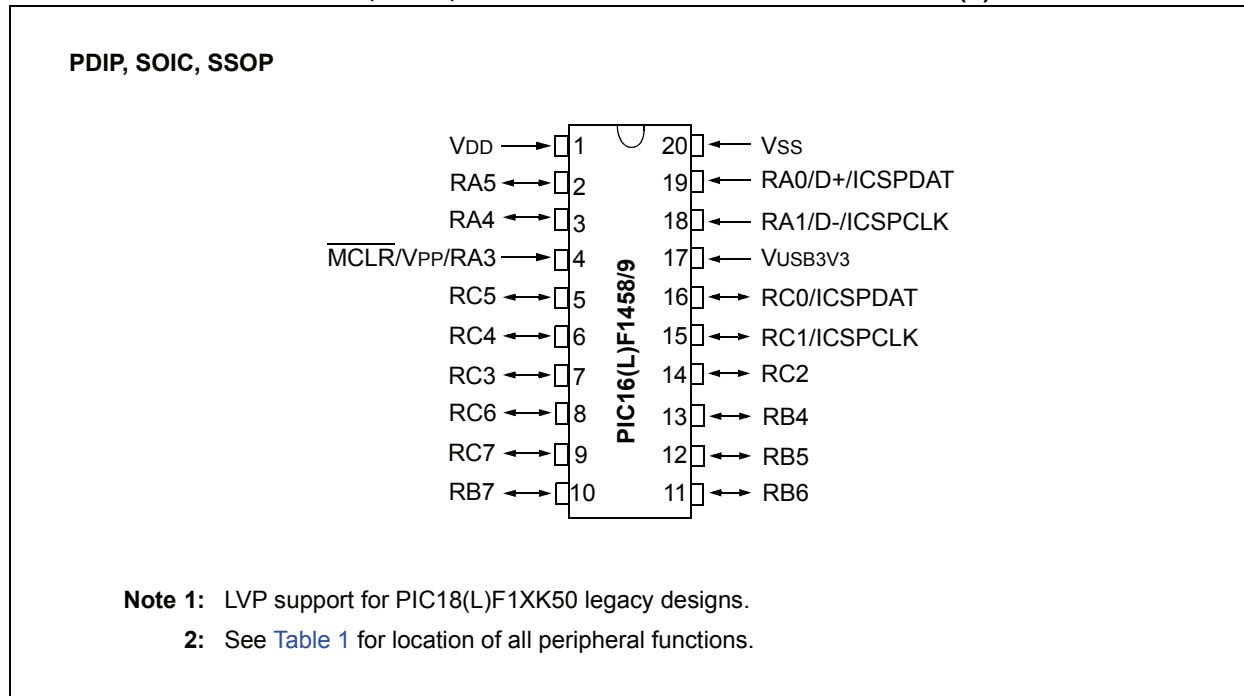 PDIP, SOIC, SSOP
VDD 1 20 VSS
RA5 2 19 RA0/D+/ICSPDAT
RA4 3 18 RA1/D-/ICSPCLK
MCLR/VPP/RA3 4 17 VUSB3V3
RC5 5 16 RC0/ICSPDAT
RC4 6 15 RC1/ICSPCLK
RC3 7 14 RC2
RC6 8 13 RB4
RC7 9 12 RB5
RB7 10 11 RB6
PIC16(L)F1458/9
Note 1: LVP support for PIC18(L)F1XK50 legacy designs.
2: See Table 1 for location of all peripheral functions.